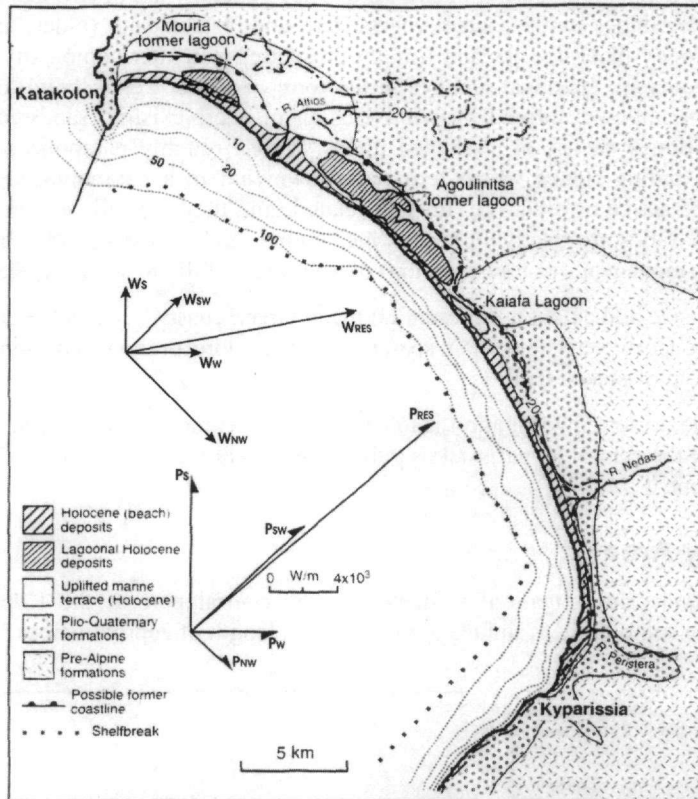 Mouria
former lagoon
Katakolon
R. Alfios
20
10
20
50
100
Agoulinitsa
former lagoon
Kaiafa Lagoon
WS
WSW
WRES
WW
WNW
20
R. Nedas
PRES
PS
PSW
0 W/m 4x10³
PW
PNW
Holocene (beach)
deposits
Lagoonal Holocene
deposits
Uplifted marine
terrace (Holocene)
Plio-Quaternary
formations
Pre-Alpine
formations
Possible former
coastline
Shelfbreak
R. Peristera
Kyparissia
5 km